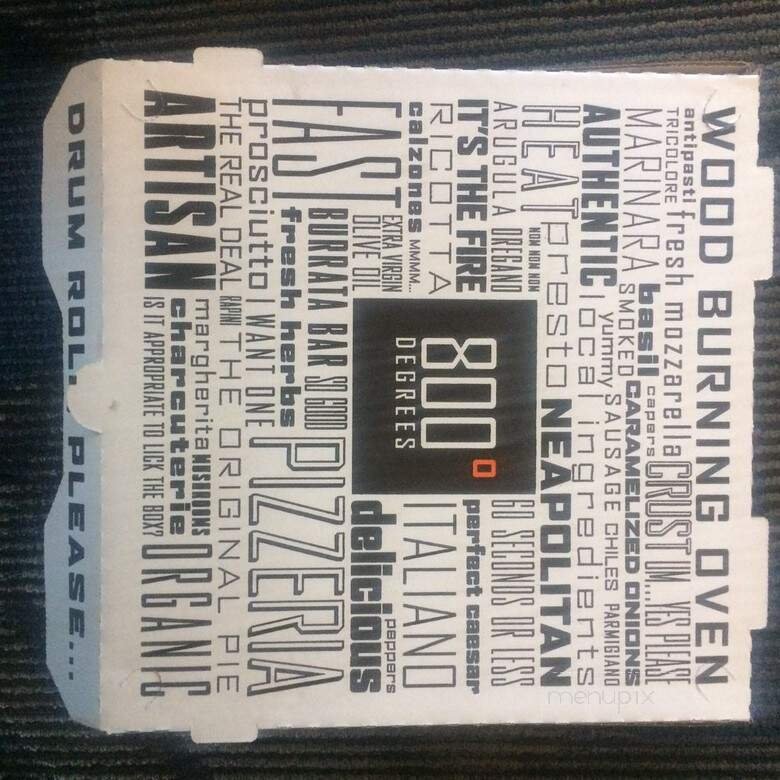 WOOD BURNING OVEN
antipasti fresh mozzarella CRUST UM...YES PLEASE
TRICOLORE
MARINARA basil capers CARAMELIZED ONIONS
SMOKED
AUTHENTIC yummy SAUSAGE CHILES PARMIGIANO
local ingredients
HEAT presto NEAPOLITAN
NOM NOM NOM
ARUGULA OREGANO 60 SECONDS OR LESS
IT'S THE FIRE perfect caesar
RICOTTA ITALIANO
800°
DEGREES
calzones MMMM... peppers
EXTRA VIRGIN
OLIVE OIL
delicious
FAST BURRATA BAR SO GOOD
fresh herbs PIZZERIA
prosciutto I WANT ONE
THE REAL DEAL RAPINI THE ORIGINAL PIE
ARTISAN margherita MUSHROOMS
charcuterie ORGANIC
IS IT APPROPRIATE TO LICK THE BOX?
DRUM ROLL, PLEASE...
menupix